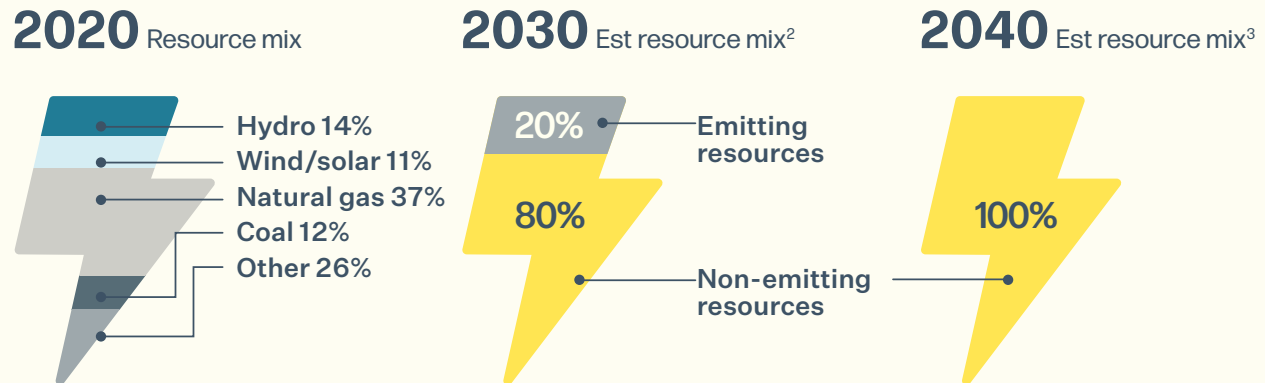 2020 Resource mix
Hydro 14%
Wind/solar 11%
Natural gas 37%
Coal 12%
Other 26%
2030 Est resource mix²
20%
Emitting
resources
80%
Non-emitting
resources
2040 Est resource mix³
100%